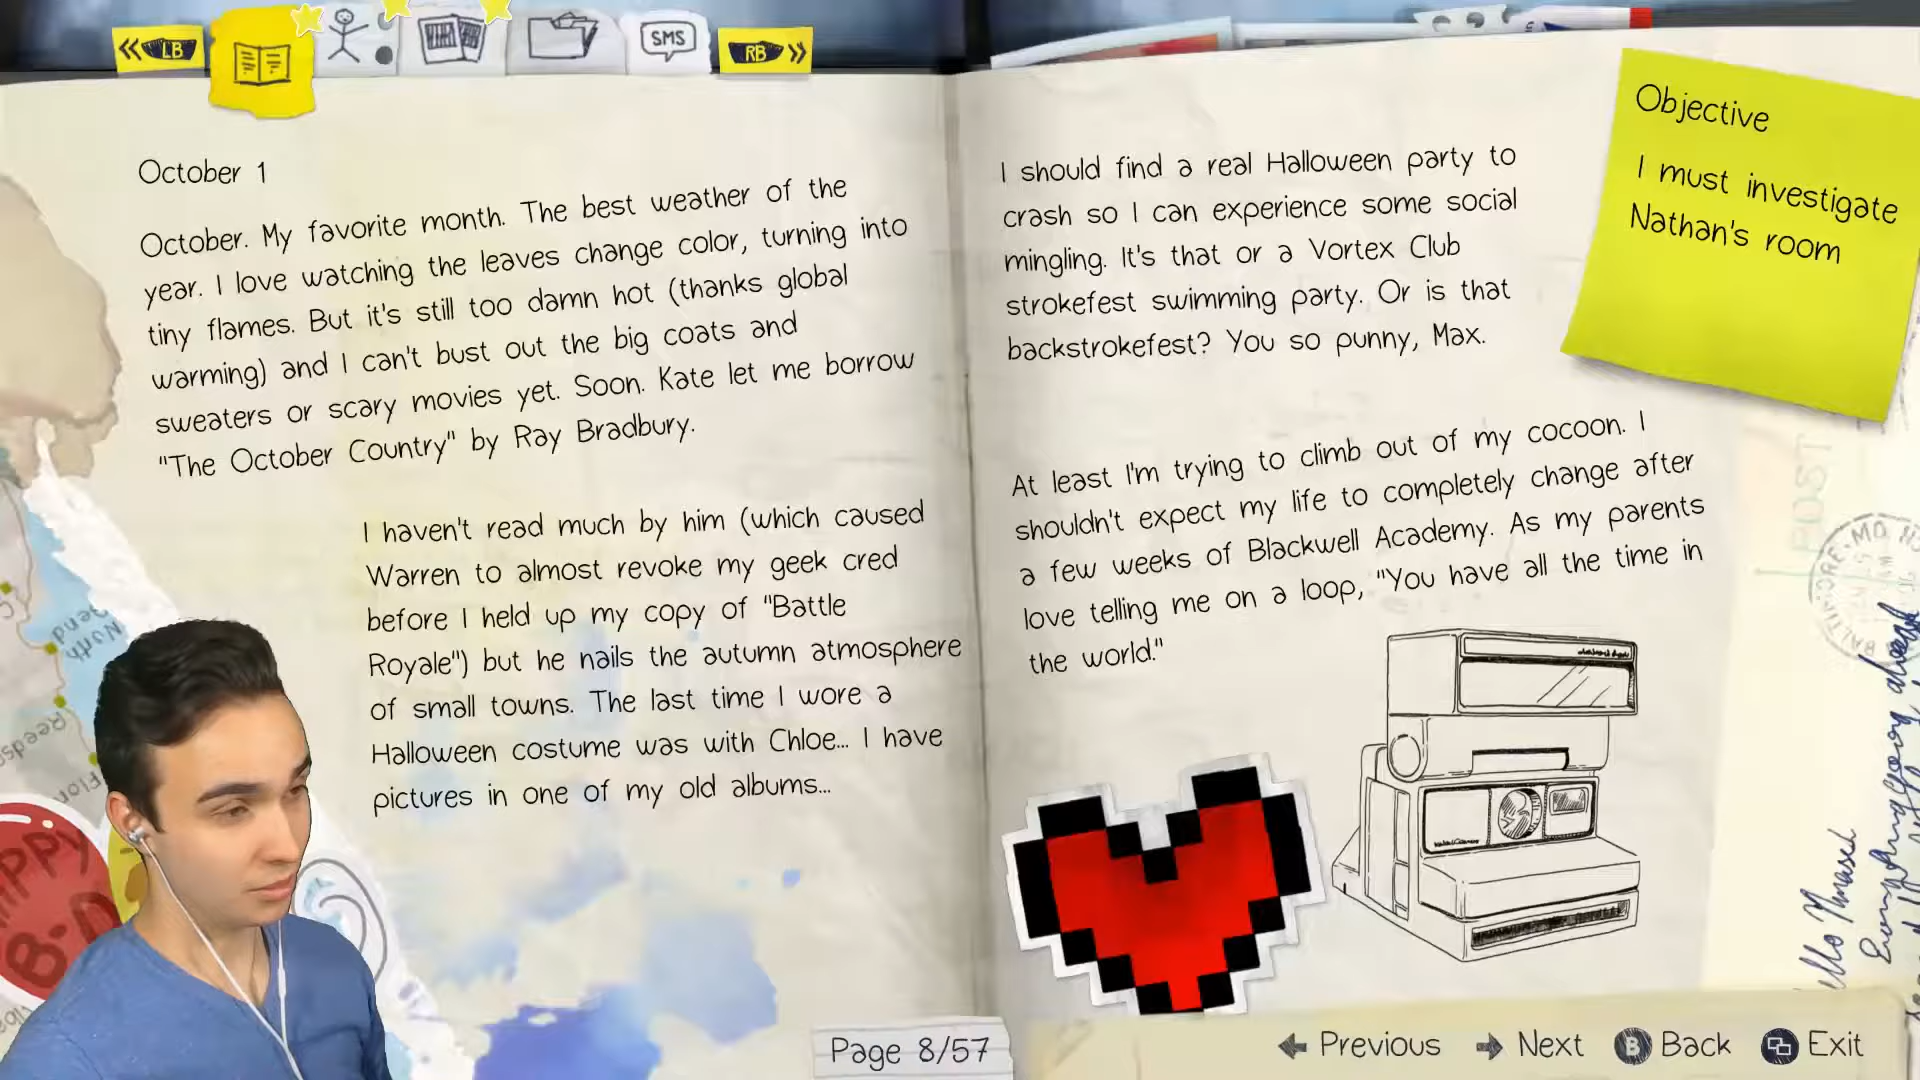 LB
SMS
RB
October 1
October. My favorite month. The best weather of the
year. I love watching the leaves change color, turning into
tiny flames. But it's still too damn hot (thanks global
warming) and I can't bust out the big coats and
sweaters or scary movies yet. Soon. Kate let me borrow
"The October Country" by Ray Bradbury.
I haven't read much by him (which caused
Warren to almost revoke my geek cred
before I held up my copy of "Battle
Royale") but he nails the autumn atmosphere
of small towns. The last time I wore a
Halloween costume was with Chloe... I have
pictures in one of my old albums...
I should find a real Halloween party to
crash so I can experience some social
mingling. It's that or a Vortex Club
strokefest swimming party. Or is that
backstrokefest? You so punny, Max.
At least I'm trying to climb out of my cocoon. I
shouldn't expect my life to completely change after
a few weeks of Blackwell Academy. As my parents
love telling me on a loop, "You have all the time in
the world."
Objective
I must investigate
Nathan's room
POST
North
Bend
Reedsp
Flor
PPY
B-D
Page 8/57
Previous
Next
B Back
Exit